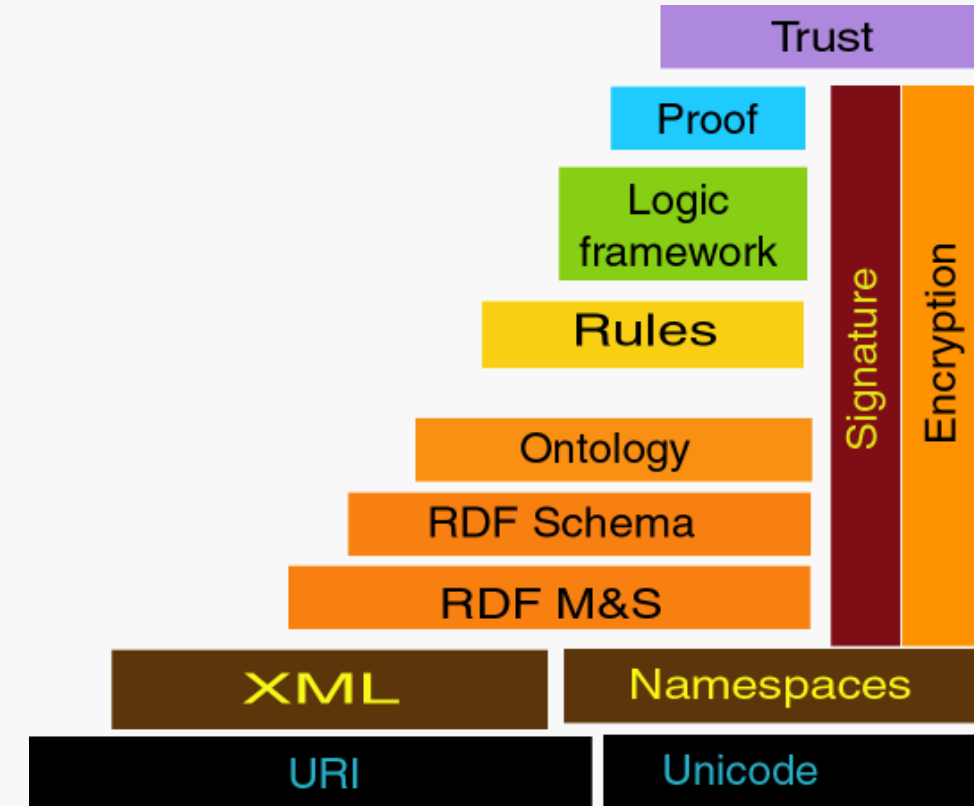 Trust
Proof
Logic
framework
Rules
Signature
Encryption
Ontology
RDF Schema
RDF M&S
XML
Namespaces
URI
Unicode